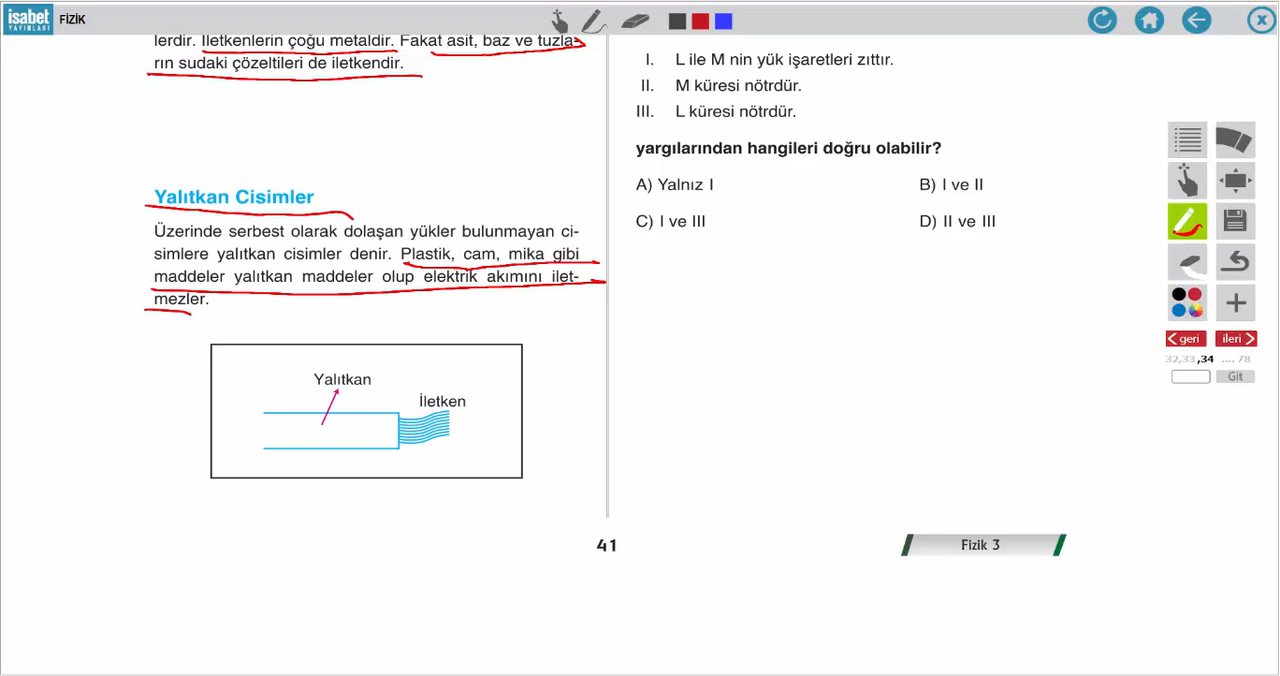 isabet
YAYINLARI
FİZİK
lerdir. İletkenlerin çoğu metaldir. Fakat asit, baz ve tuzla-
rın sudaki çözeltileri de iletkendir.
Yalıtkan Cisimler
Üzerinde serbest olarak dolaşan yükler bulunmayan ci-
simlere yalıtkan cisimler denir. Plastik, cam, mika gibi
maddeler yalıtkan maddeler olup elektrik akımını ilet-
mezler.
Yalıtkan
İletken
I. L ile M nin yük işaretleri zıttır.
II. M küresi nötrdür.
III. L küresi nötrdür.
yargılarından hangileri doğru olabilir?
A) Yalnız I
B) I ve II
C) I ve III
D) II ve III
geri
ileri
32,33,34 .... 78
Git
41
Fizik 3